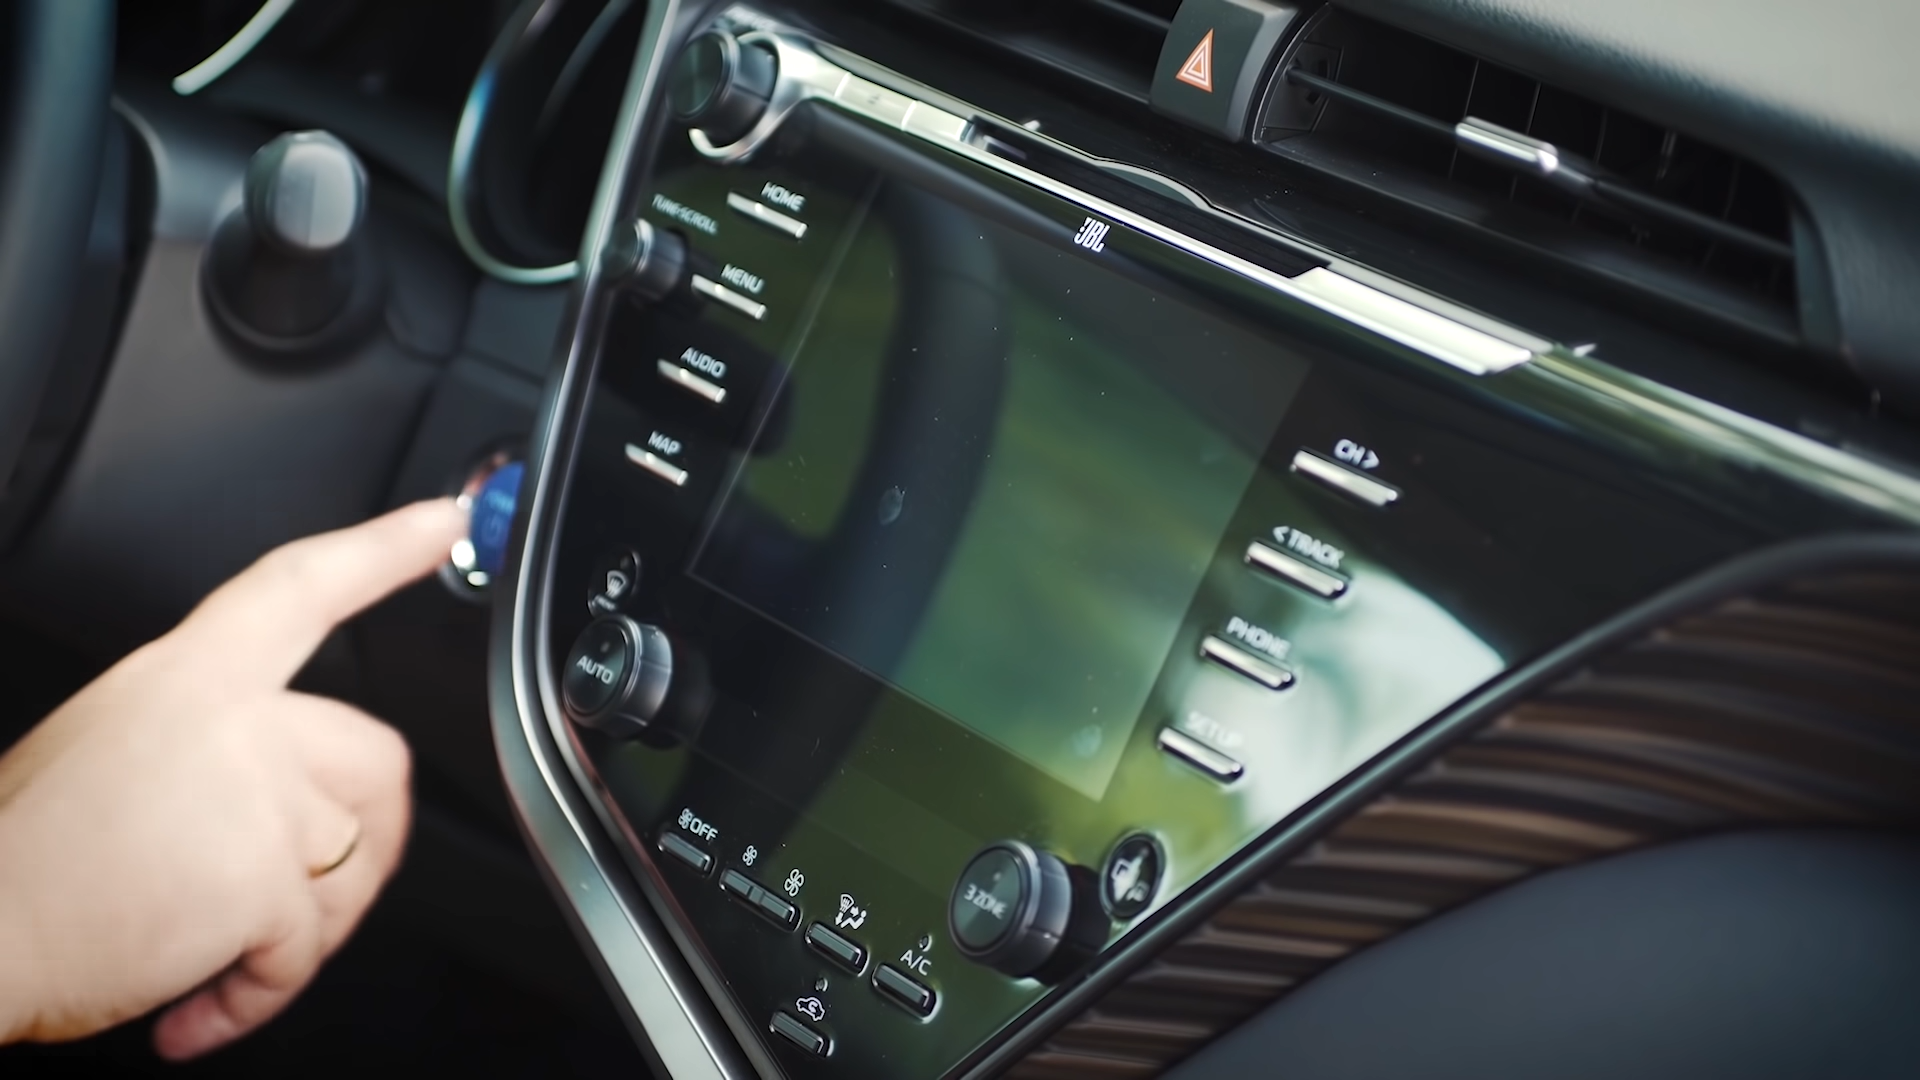 JBL
HOME
TUNE•SCROLL
MENU
AUDIO
MAP
CH >
< TRACK
PHONE
SETUP
AUTO
OFF
3 ZONE
A/C